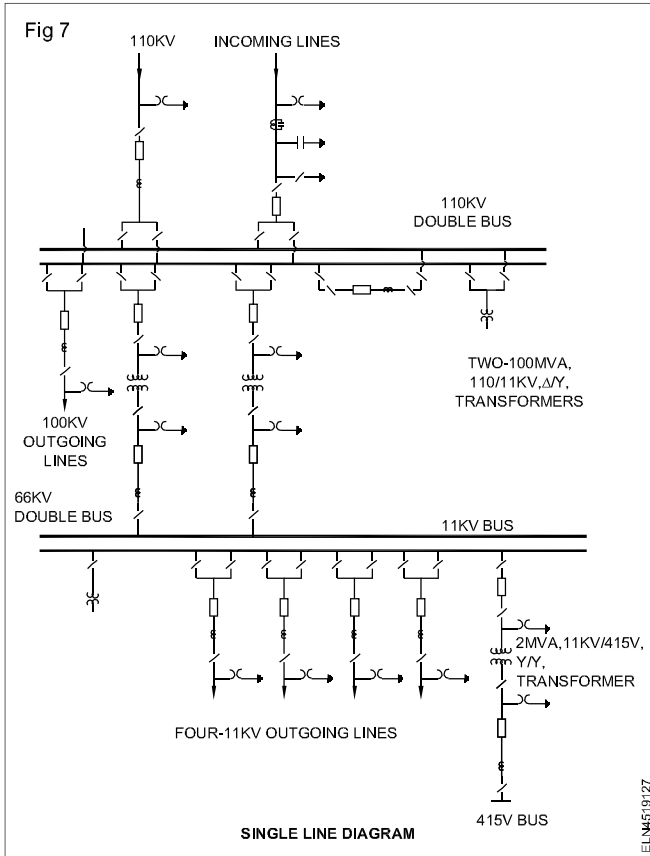 Fig 7
110KV
INCOMING LINES
110KV
DOUBLE BUS
TWO-100MVA,
110/11KV,Δ/Y,
TRANSFORMERS
100KV
OUTGOING
LINES
66KV
DOUBLE BUS
11KV BUS
2MVA,11KV/415V,
Y/Y,
TRANSFORMER
FOUR-11KV OUTGOING LINES
415V BUS
SINGLE LINE DIAGRAM
ELN4519127